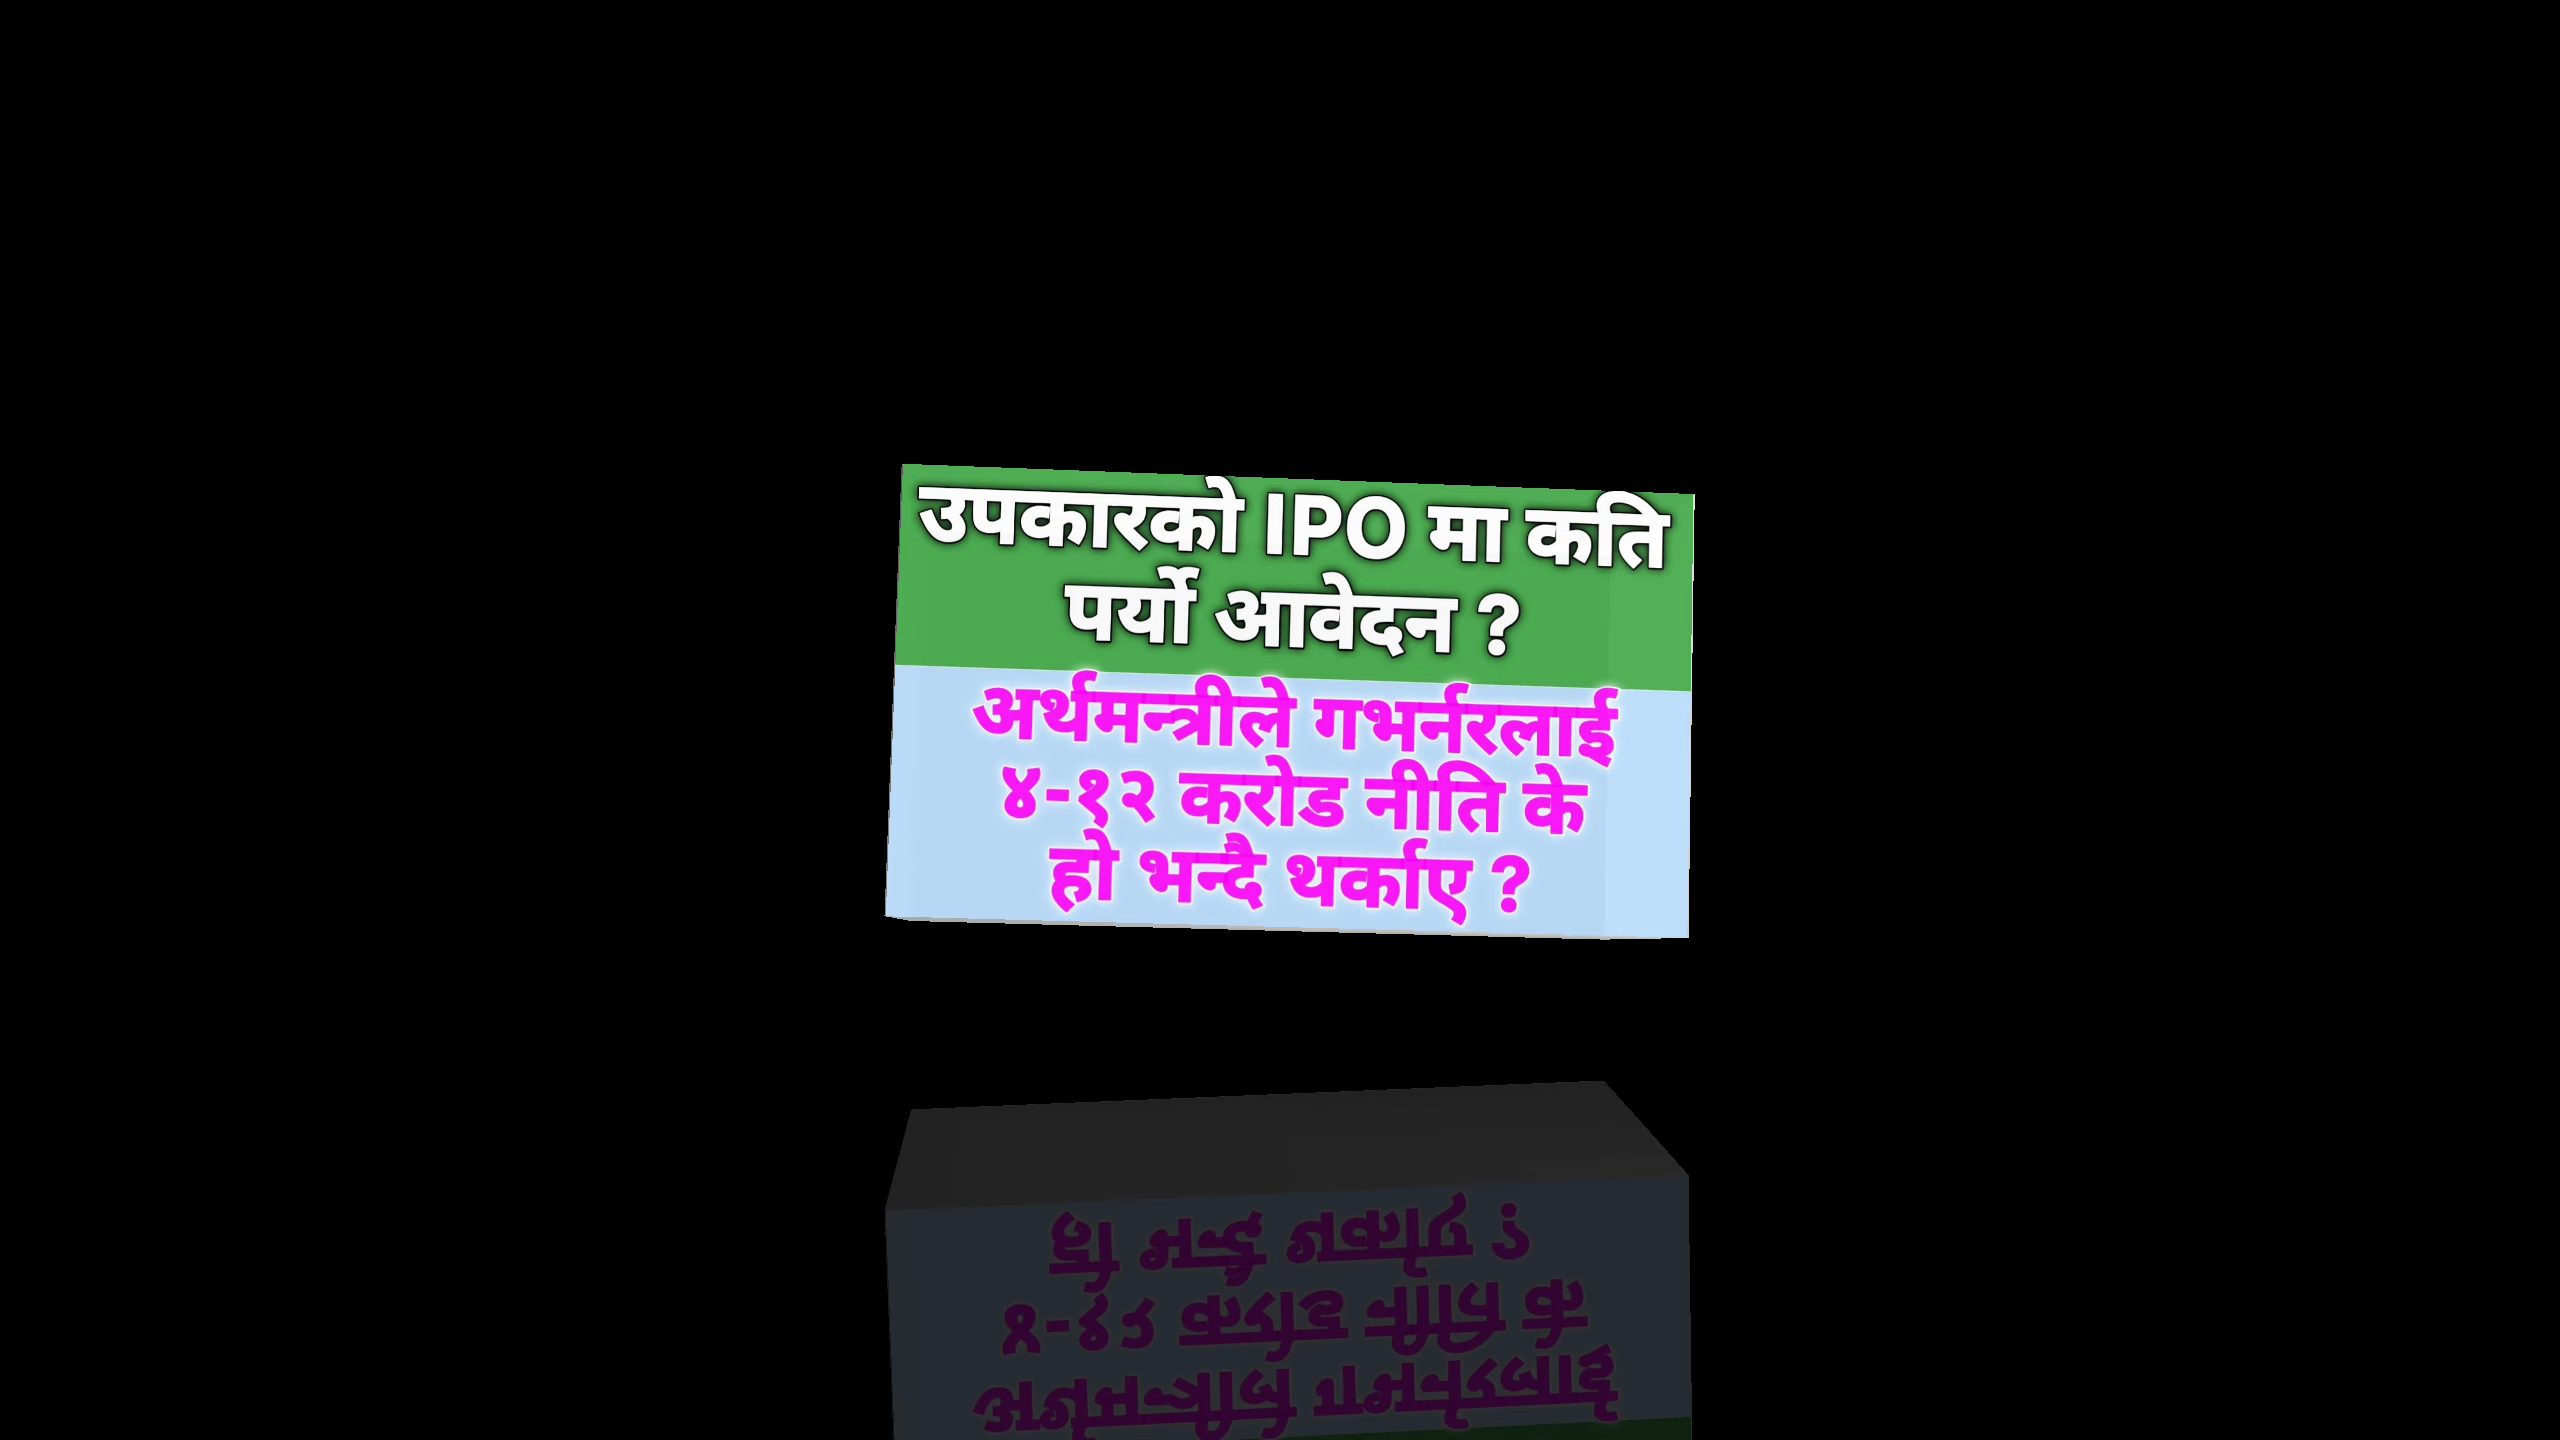 उपकारको IPO मा कति
पर्यो आवेदन ?
अर्थमन्त्रीले गभर्नरलाई
४-१२ करोड नीति के
हो भन्दै थर्काए ?